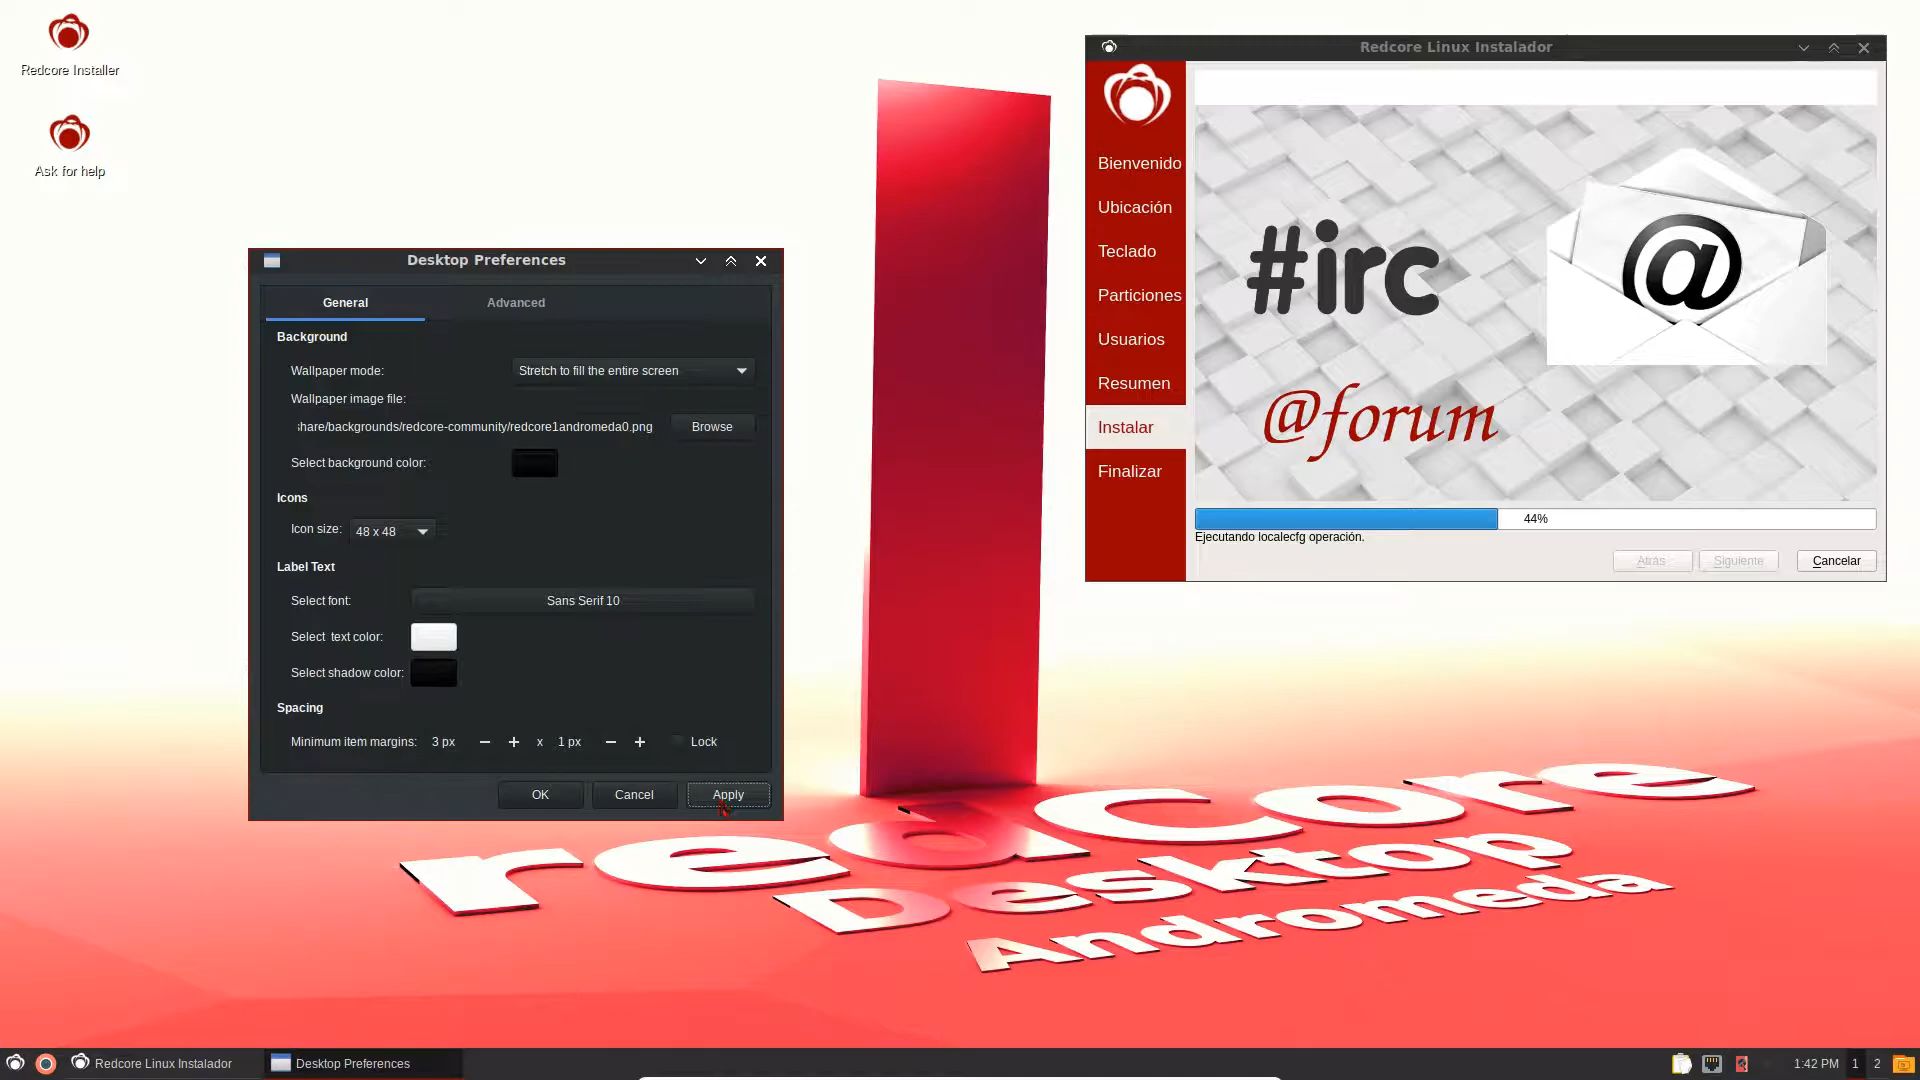 Redcore Installer
Ask for help
Desktop Preferences
General
Advanced
Background
Wallpaper mode:
Stretch to fill the entire screen
Wallpaper image file:
share/backgrounds/redcore-community/redcore1andromeda0.png
Browse
Select background color:
Icons
Icon size:
48 x 48
Label Text
Select font:
Sans Serif 10
Select text color:
Select shadow color:
Spacing
Minimum item margins:
3 px
x
1 px
Lock
OK
Cancel
Apply
Redcore Linux Instalador
Bienvenido
Ubicación
Teclado
Particiones
Usuarios
Resumen
Instalar
Finalizar
#irc
@
@forum
44%
Ejecutando localecfg operación.
Atrás
Siguiente
Cancelar
redCore
Desktop
Andromeda
Redcore Linux Instalador
Desktop Preferences
1:42 PM
1
2